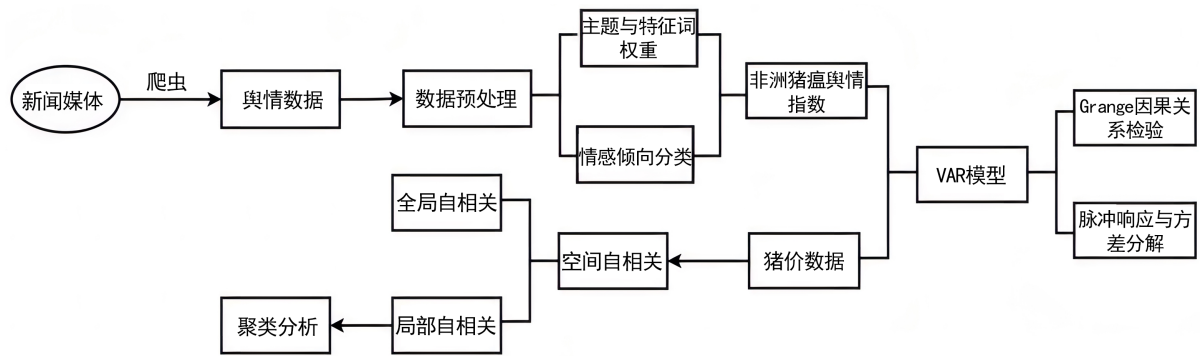 新闻媒体
爬虫
舆情数据
数据预处理
主题与特征词
权重
情感倾向分类
非洲猪瘟舆情
指数
VAR模型
Grange因果关
系检验
脉冲响应与方
差分解
猪价数据
空间自相关
全局自相关
局部自相关
聚类分析